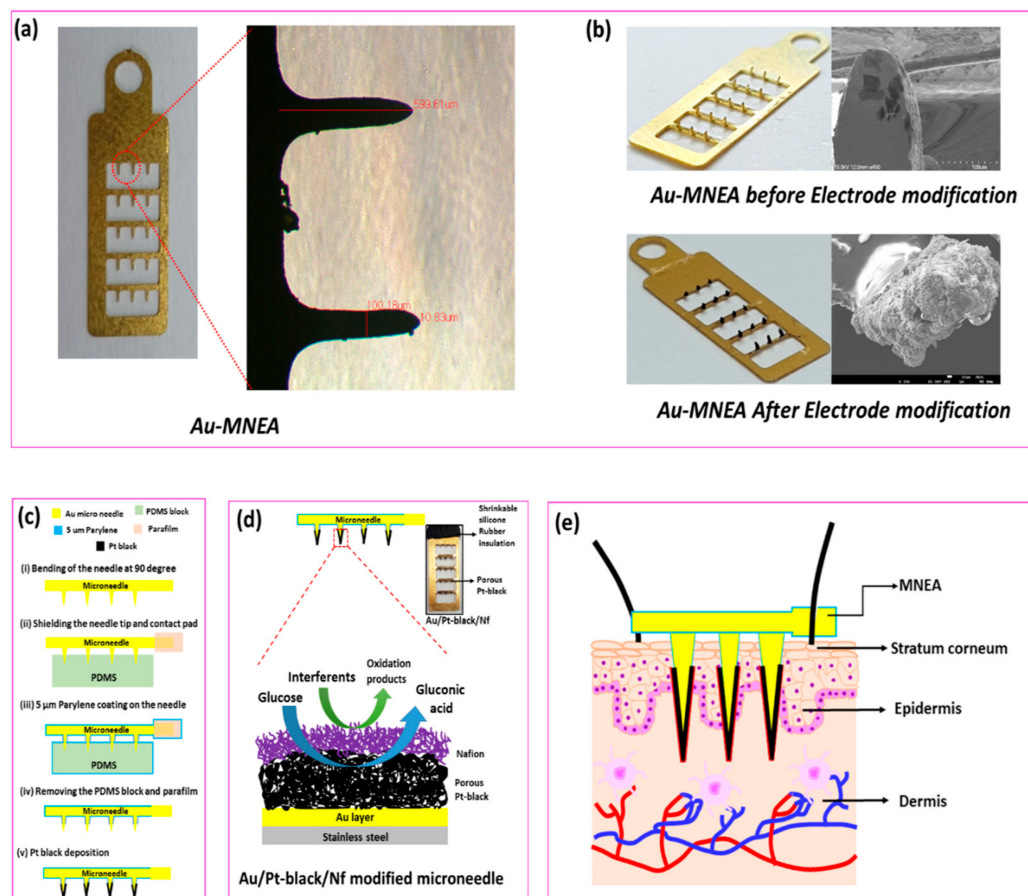 (a)
599.61um
100.18um
10.83um
Au-MNEA
(b)
100um
Au-MNEA before Electrode modification
Au-MNEA After Electrode modification
(c)
Au micro needle
PDMS block
5 um Parylene
Parafilm
Pt black
(i) Bending of the needle at 90 degree
Microneedle
(ii) Shielding the needle tip and contact pad
Microneedle
PDMS
(iii) 5 μm Parylene coating on the needle
Microneedle
PDMS
(iv) Removing the PDMS block and parafilm
Microneedle
(v) Pt black deposition
Microneedle
(d)
Microneedle
Shrinkable
silicone
Rubber
insulation
Porous
Pt-black
Au/Pt-black/Nf
Interferents
Oxidation
products
Glucose
Gluconic
acid
Nafion
Porous
Pt-black
Au layer
Stainless steel
Au/Pt-black/Nf modified microneedle
(e)
MNEA
Stratum corneum
Epidermis
Dermis